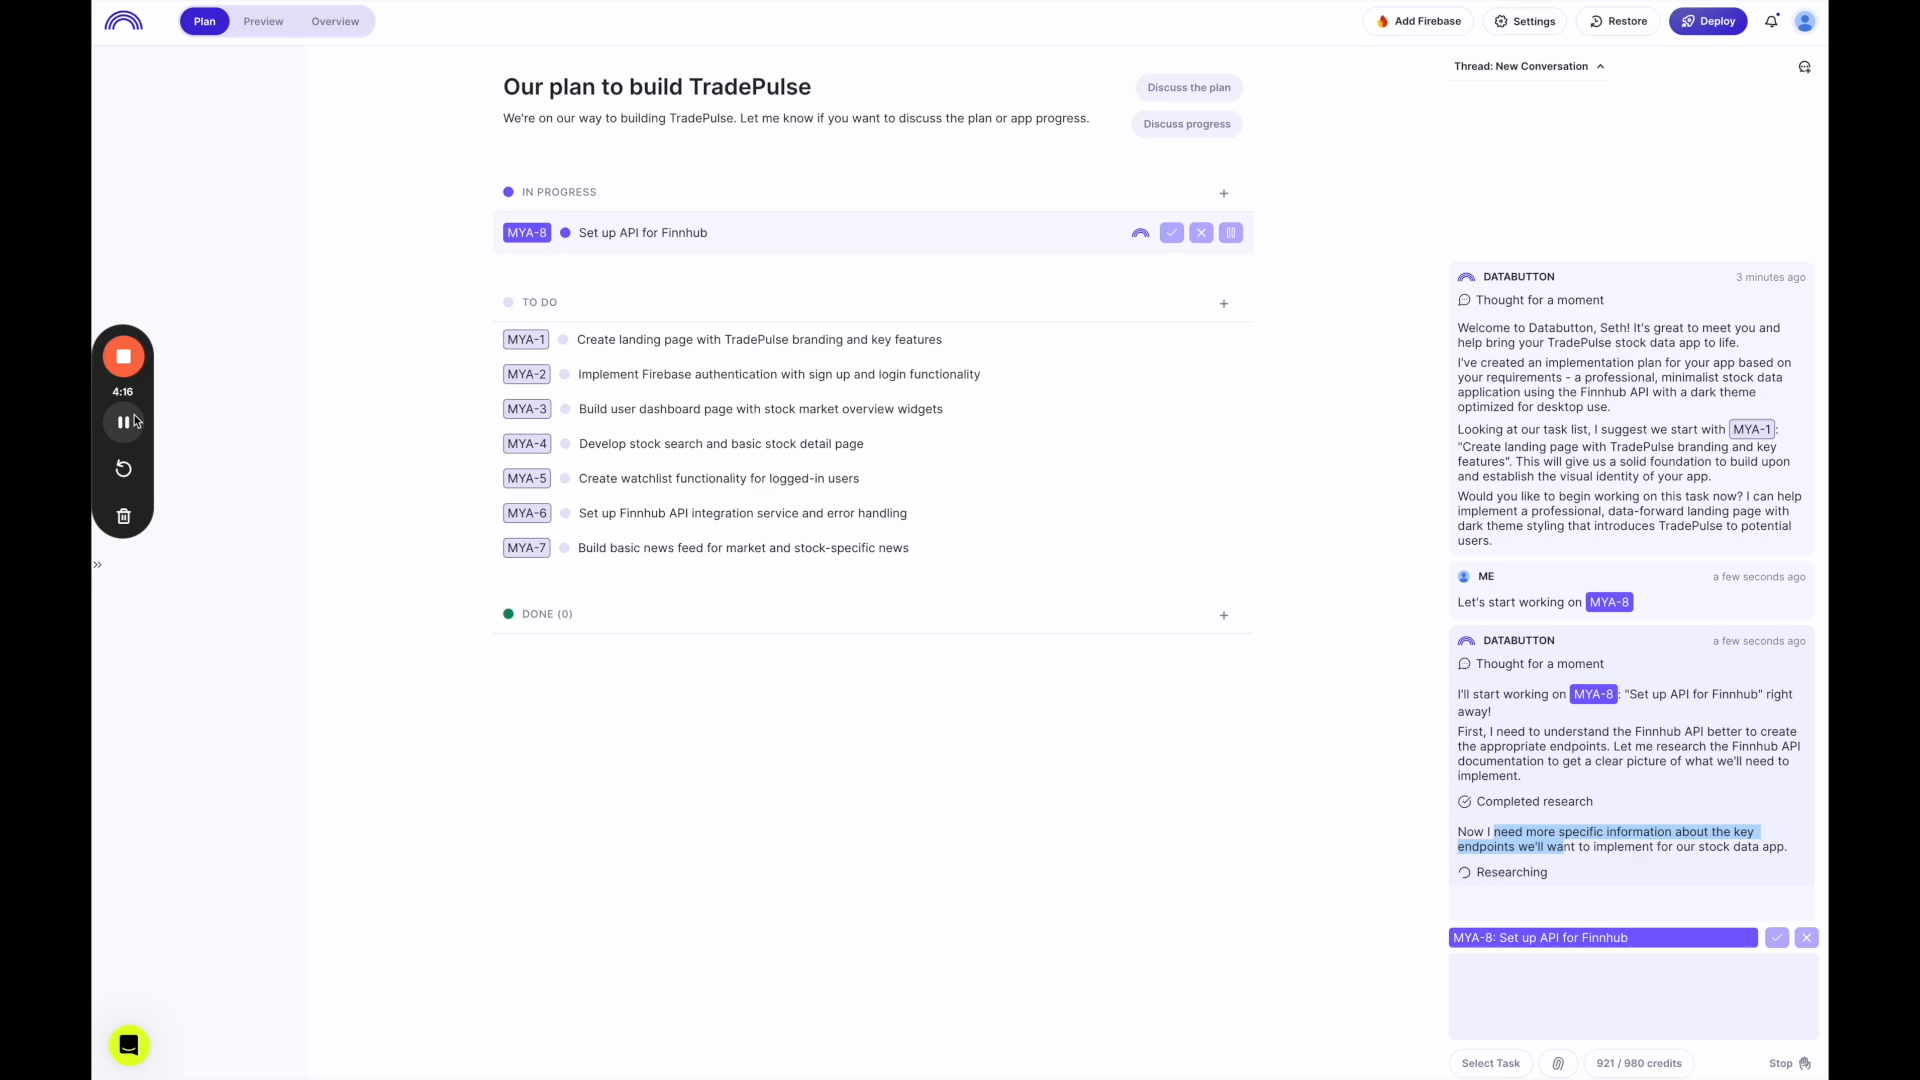 Plan
Preview
Overview
Add Firebase
Settings
Restore
Deploy
Our plan to build TradePulse
We're on our way to building TradePulse. Let me know if you want to discuss the plan or app progress.
Discuss the plan
Discuss progress
IN PROGRESS
MYA-8 Set up API for Finnhub
TO DO
MYA-1 Create landing page with TradePulse branding and key features
MYA-2 Implement Firebase authentication with sign up and login functionality
MYA-3 Build user dashboard page with stock market overview widgets
MYA-4 Develop stock search and basic stock detail page
MYA-5 Create watchlist functionality for logged-in users
MYA-6 Set up Finnhub API integration service and error handling
MYA-7 Build basic news feed for market and stock-specific news
DONE (0)
4:16
Thread: New Conversation
DATABUTTON 3 minutes ago
Thought for a moment
Welcome to Databutton, Seth! It's great to meet you and
help bring your TradePulse stock data app to life.
I've created an implementation plan for your app based on
your requirements - a professional, minimalist stock data
application using the Finnhub API with a dark theme
optimized for desktop use.
Looking at our task list, I suggest we start with MYA-1:
"Create landing page with TradePulse branding and key
features". This will give us a solid foundation to build upon
and establish the visual identity of your app.
Would you like to begin working on this task now? I can help
implement a professional, data-forward landing page with
dark theme styling that introduces TradePulse to potential
users.
ME a few seconds ago
Let's start working on MYA-8
DATABUTTON a few seconds ago
Thought for a moment
I'll start working on MYA-8: "Set up API for Finnhub" right
away!
First, I need to understand the Finnhub API better to create
the appropriate endpoints. Let me research the Finnhub API
documentation to get a clear picture of what we'll need to
implement.
Completed research
Now I need more specific information about the key
endpoints we'll want to implement for our stock data app.
Researching
MYA-8: Set up API for Finnhub
Select Task
921 / 980 credits
Stop